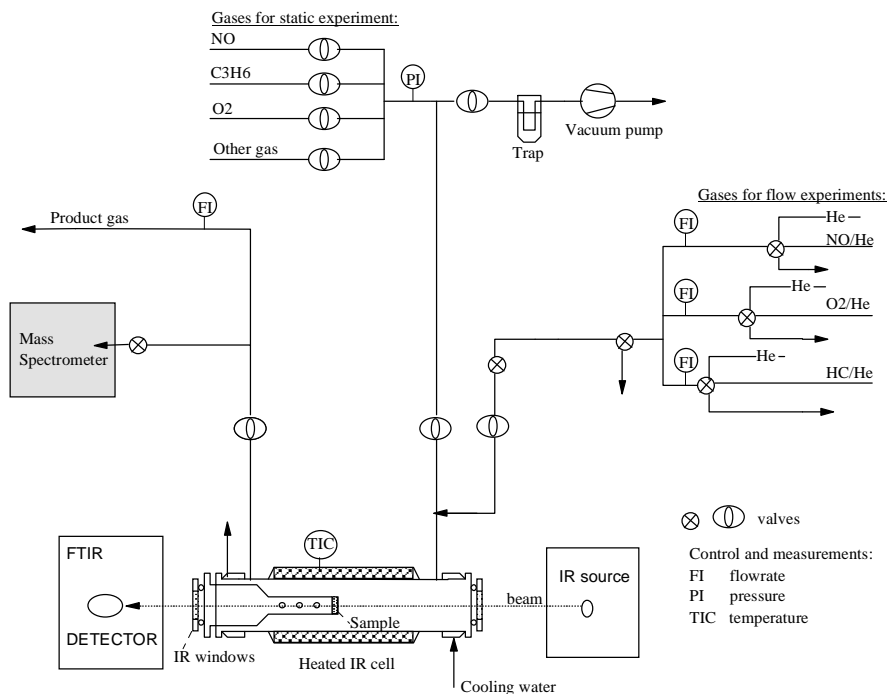 Gases for static experiment:
NO
C3H6
O2
Other gas
PI
Trap
Vacuum pump
Gases for flow experiments:
Product gas
FI
FI
He
NO/He
FI
He
O2/He
FI
He
HC/He
Mass
Spectrometer
valves
Control and measurements:
FI flowrate
PI pressure
TIC temperature
FTIR
DETECTOR
TIC
IR source
beam
Sample
IR windows
Heated IR cell
Cooling water